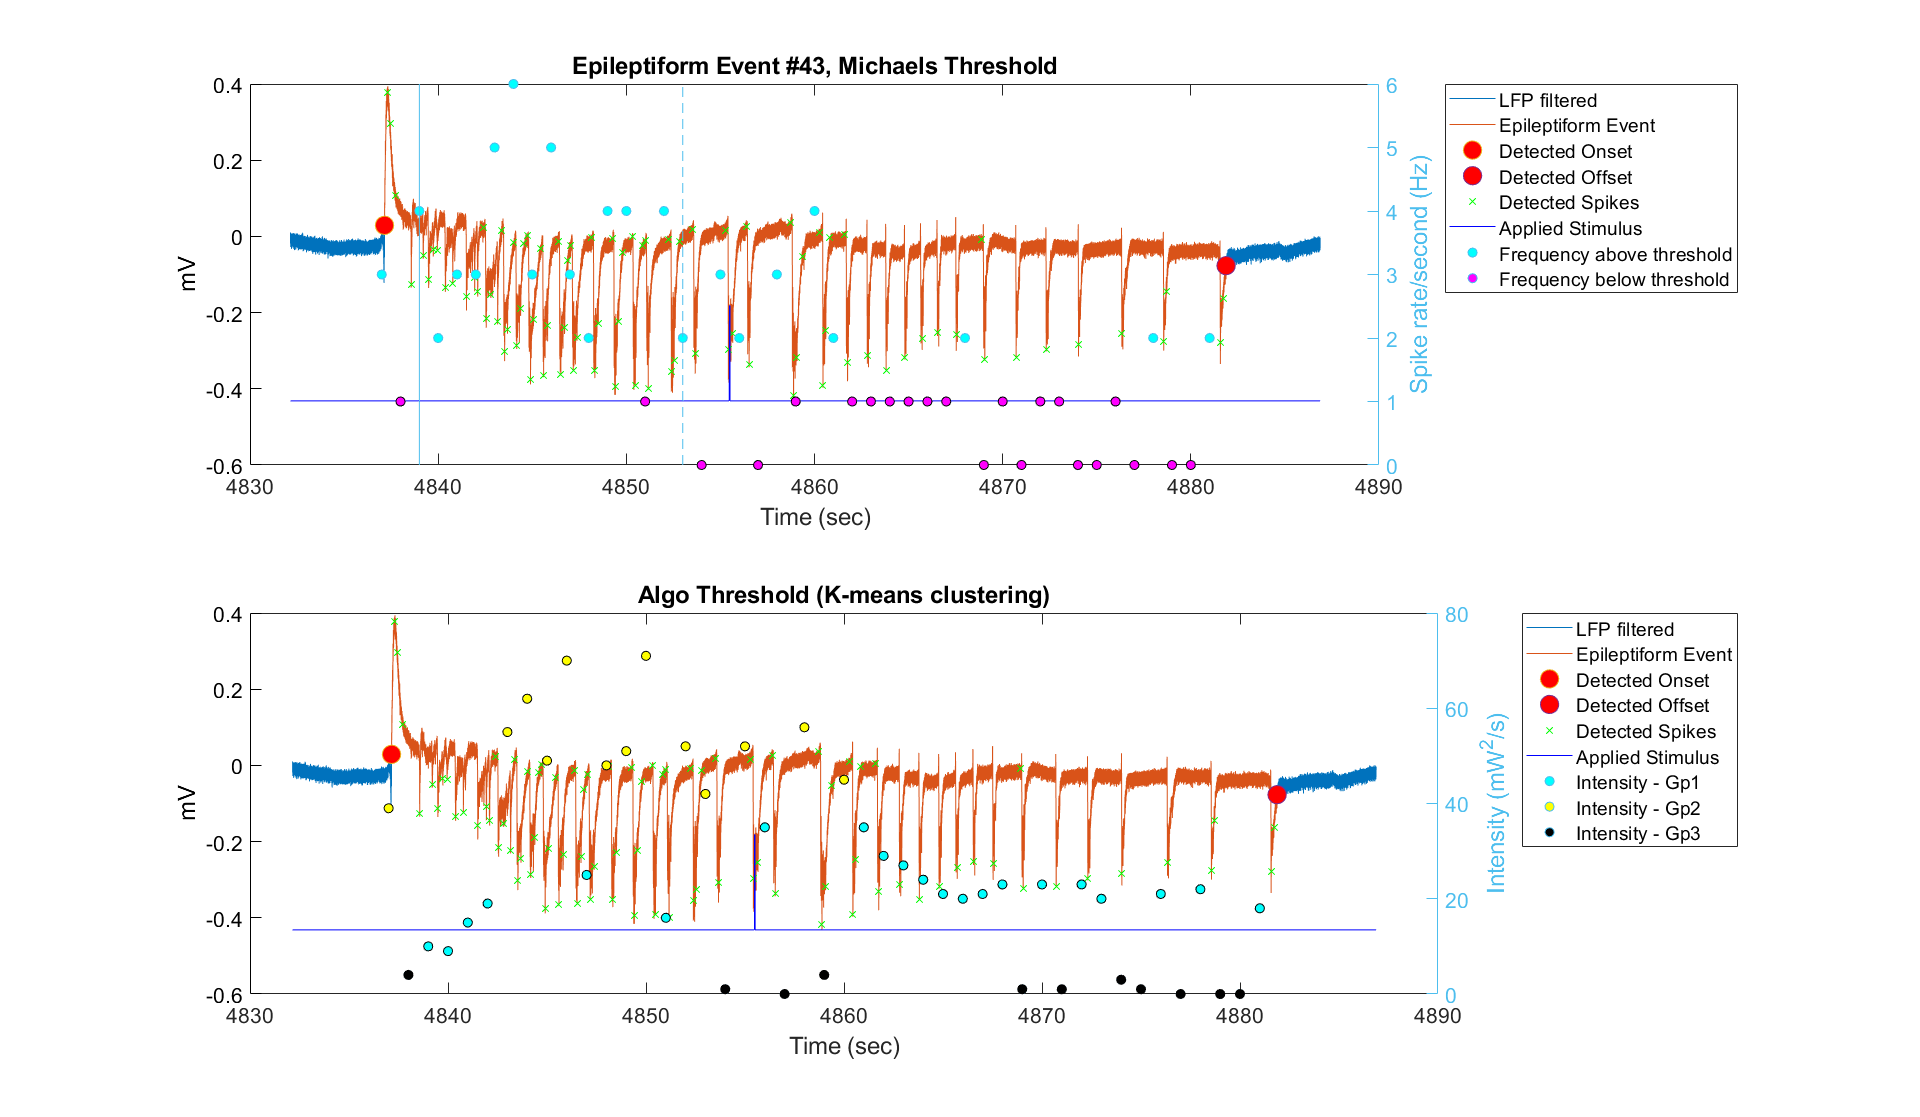 Epileptiform Event #43, Michaels Threshold
0.4
0.2
0
-0.2
-0.4
-0.6
mV
4830
4840
4850
4860
4870
4880
4890
Time (sec)
6
5
4
3
2
1
0
Spike rate/second (Hz)
LFP filtered
Epileptiform Event
Detected Onset
Detected Offset
Detected Spikes
Applied Stimulus
Frequency above threshold
Frequency below threshold
Algo Threshold (K-means clustering)
0.4
0.2
0
-0.2
-0.4
-0.6
mV
4830
4840
4850
4860
4870
4880
4890
Time (sec)
80
60
40
20
0
Intensity (mW²/s)
LFP filtered
Epileptiform Event
Detected Onset
Detected Offset
Detected Spikes
Applied Stimulus
Intensity - Gp1
Intensity - Gp2
Intensity - Gp3